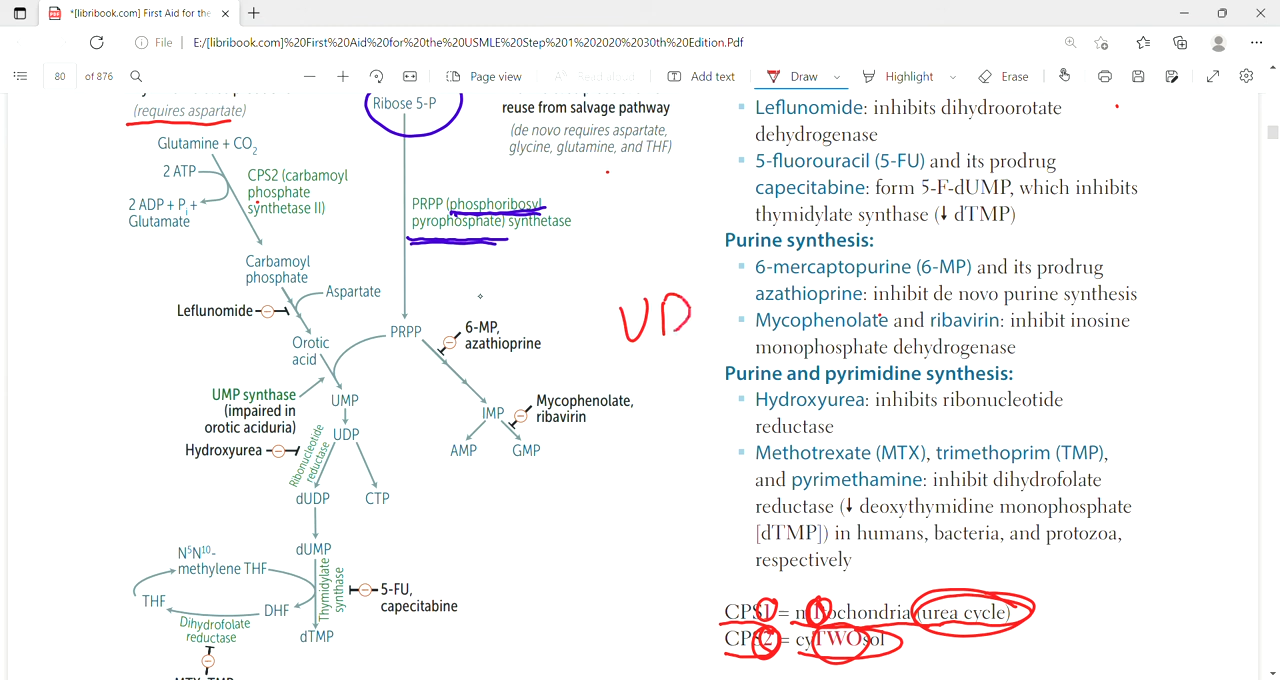 *[libribook.com] First Aid for the
File
E:/[libribook.com]%20First%20Aid%20for%20the%20USMLE%20Step%201%202020%2030th%20Edition.Pdf
80 of 876
Page view
Read aloud
Add text
Draw
Highlight
Erase
(requires aspartate)
Glutamine + CO2
2 ATP
CPS2 (carbamoyl
phosphate
synthetase II)
2 ADP + Pi +
Glutamate
Carbamoyl
phosphate
Aspartate
Leflunomide
Orotic
acid
UMP synthase
(impaired in
orotic aciduria)
Hydroxyurea
Ribonucleotide
reductase
UMP
UDP
dUDP
CTP
dUMP
N5N10-
methylene THF
THF
DHF
Dihydrofolate
reductase
Thymidylate
synthase
dTMP
5-FU,
capecitabine
Ribose 5-P
reuse from salvage pathway
(de novo requires aspartate,
glycine, glutamine, and THF)
PRPP (phosphoribosyl
pyrophosphate) synthetase
PRPP
6-MP,
azathioprine
IMP
Mycophenolate,
ribavirin
AMP
GMP
UD
Leflunomide: inhibits dihydroorotate
dehydrogenase
5-fluorouracil (5-FU) and its prodrug
capecitabine: form 5-F-dUMP, which inhibits
thymidylate synthase (↓ dTMP)
Purine synthesis:
6-mercaptopurine (6-MP) and its prodrug
azathioprine: inhibit de novo purine synthesis
Mycophenolate and ribavirin: inhibit inosine
monophosphate dehydrogenase
Purine and pyrimidine synthesis:
Hydroxyurea: inhibits ribonucleotide
reductase
Methotrexate (MTX), trimethoprim (TMP),
and pyrimethamine: inhibit dihydrofolate
reductase (↓ deoxythymidine monophosphate
[dTMP]) in humans, bacteria, and protozoa,
respectively
CPS1 = m1tochondria (urea cycle)
CPS2 = cyTWOsol